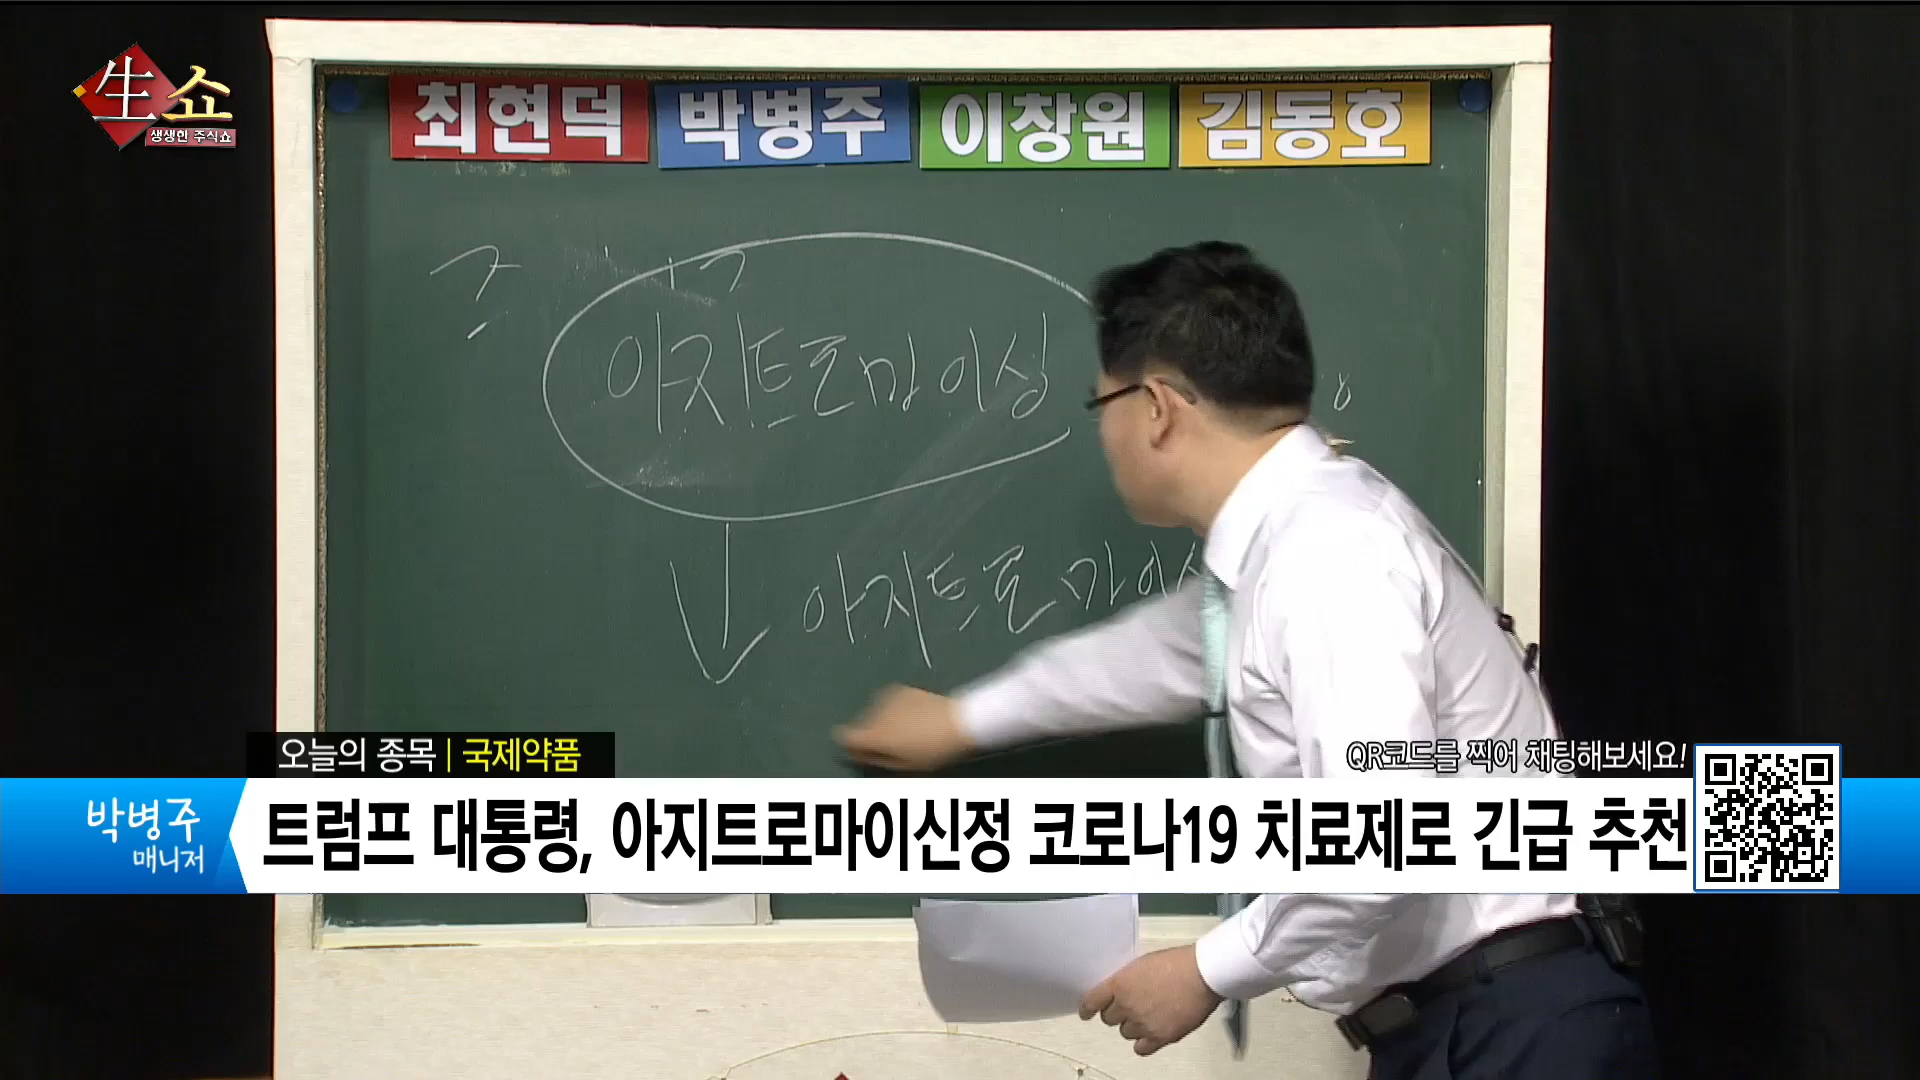 生쇼
생생한 주식쇼
최현덕 박병주 이창원 김동호
아지트로마이싱
아지트로마이
오늘의 종목 | 국제약품
QR코드를 찍어 채팅해보세요!
박병주
매니저
트럼프 대통령, 아지트로마이신정 코로나19 치료제로 긴급 추천